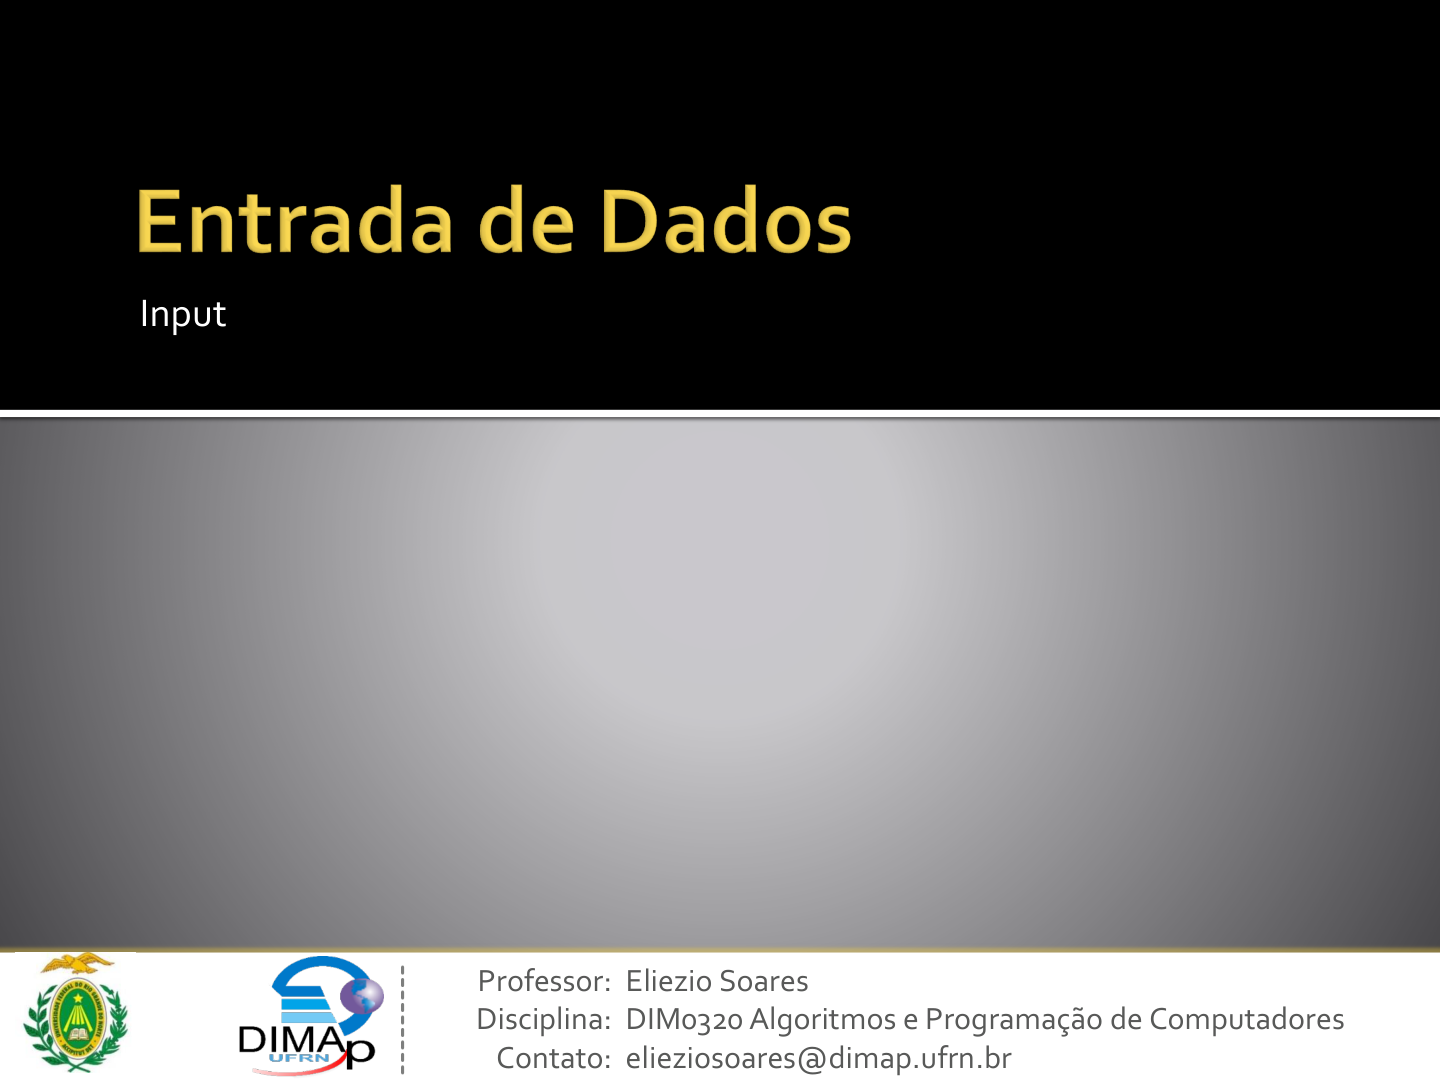 Entrada de Dados
Input
Professor: Eliezio Soares
Disciplina: DIM0320 Algoritmos e Programação de Computadores
Contato: elieziosoares@dimap.ufrn.br
DIMAp
UFRN